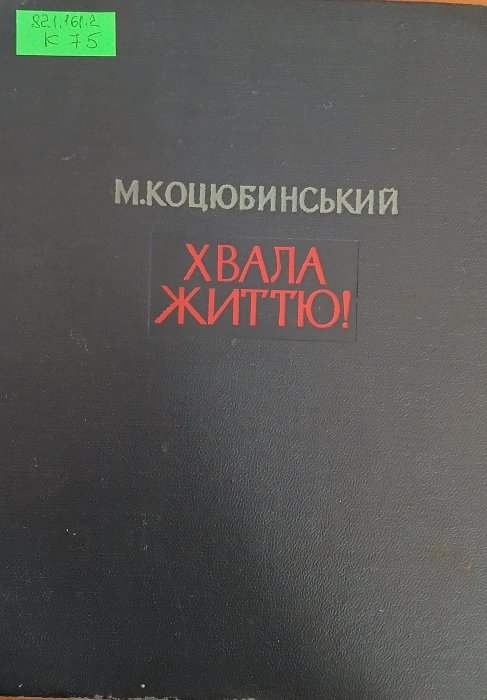 821.161.2
К 75
М.КОЦЮБИНСЬКИЙ
ХВАЛА
ЖИТТЮ!